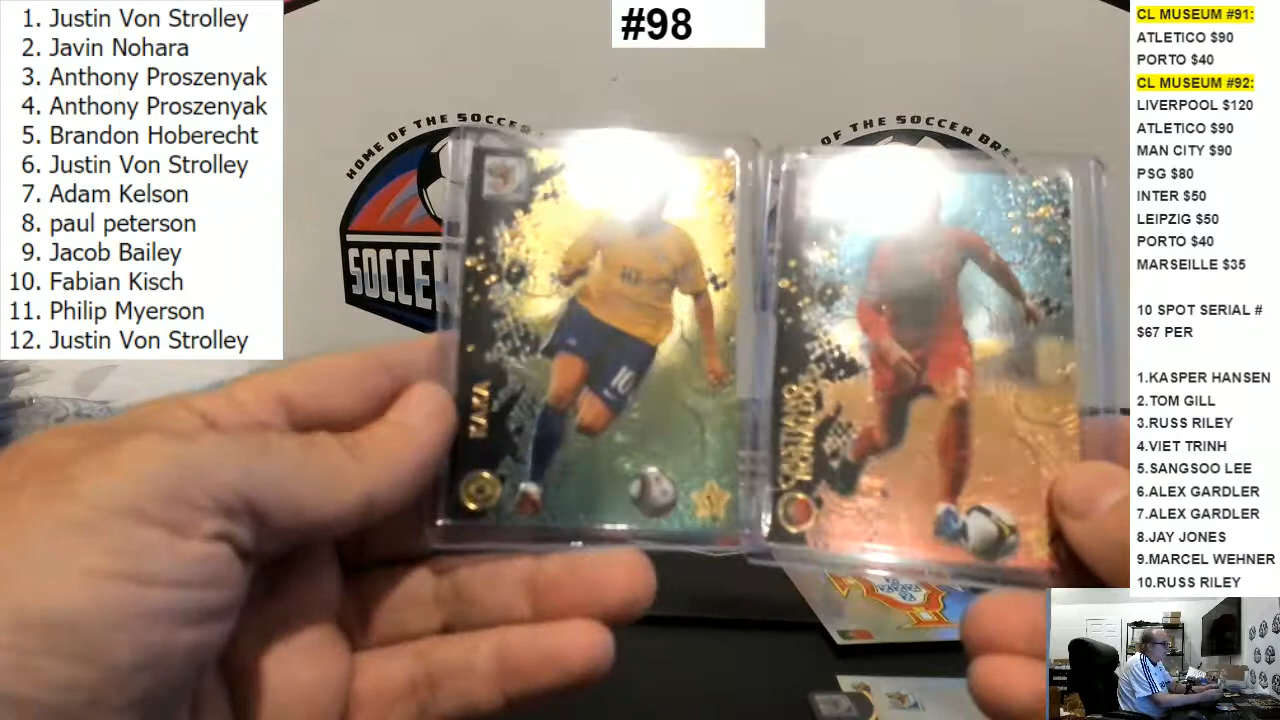 1. Justin Von Strolley
2. Javin Nohara
3. Anthony Proszenyak
4. Anthony Proszenyak
5. Brandon Hoberecht
6. Justin Von Strolley
7. Adam Kelson
8. paul peterson
9. Jacob Bailey
10. Fabian Kisch
11. Philip Myerson
12. Justin Von Strolley
#98
HOME OF THE SOCCER
SOCCE
OF THE SOCCER BRE
KAKA
10
10
CRISTIANO
RONALDO
CL MUSEUM #91:
ATLETICO $90
PORTO $40
CL MUSEUM #92:
LIVERPOOL $120
ATLETICO $90
MAN CITY $90
PSG $80
INTER $50
LEIPZIG $50
PORTO $40
MARSEILLE $35
10 SPOT SERIAL #
$67 PER
1.KASPER HANSEN
2.TOM GILL
3.RUSS RILEY
4.VIET TRINH
5.SANGSOO LEE
6.ALEX GARDLER
7.ALEX GARDLER
8.JAY JONES
9.MARCEL WEHNER
10.RUSS RILEY